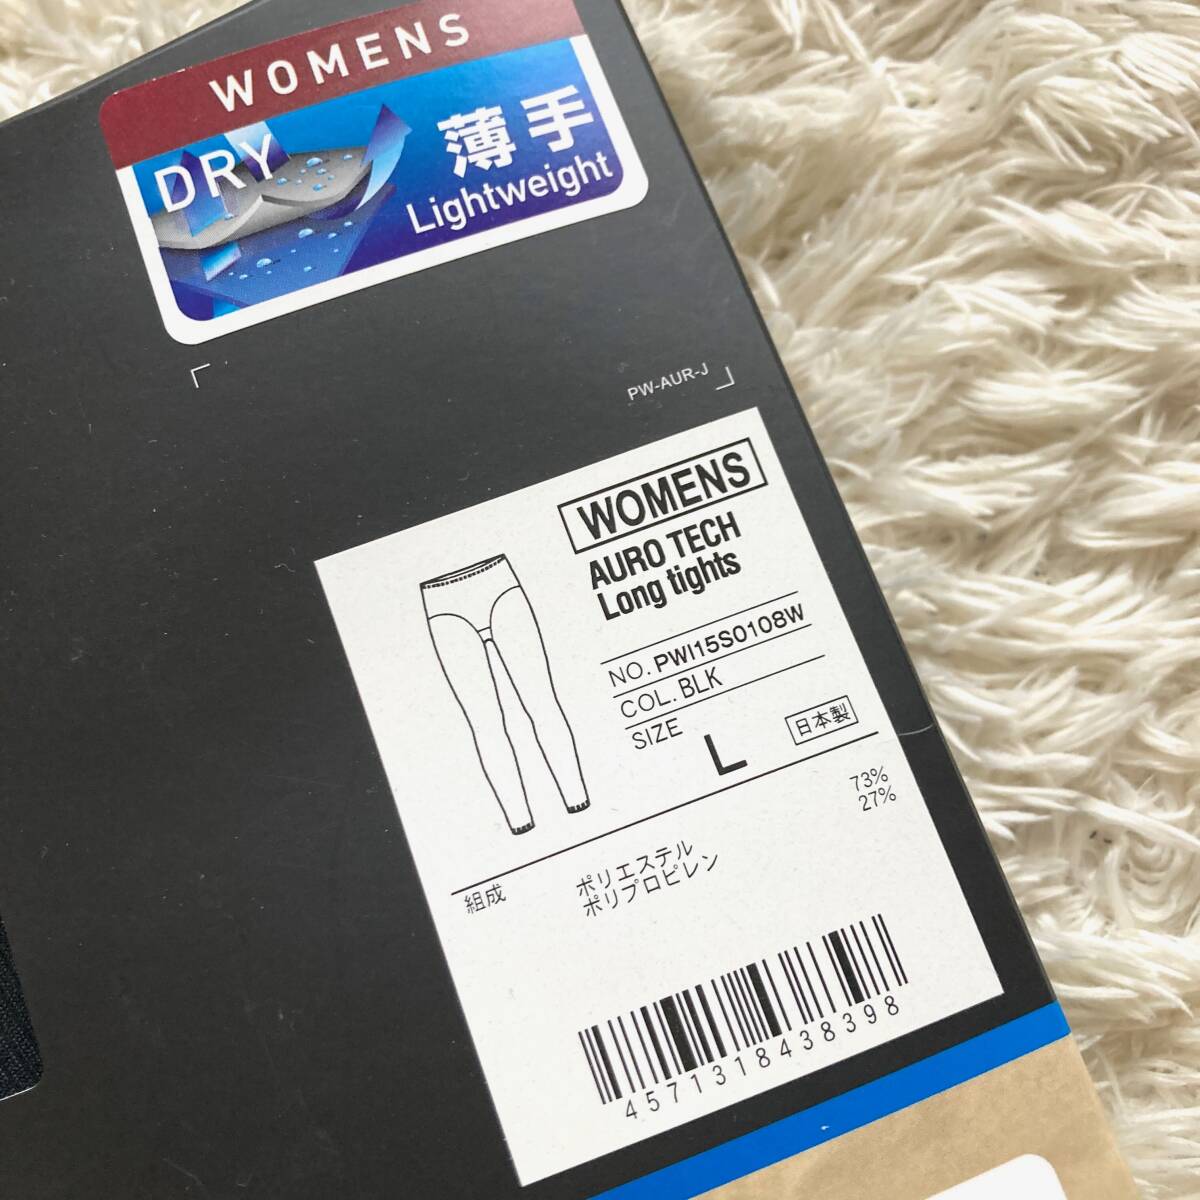 WOMENS
DRY
薄手
Lightweight
PW-AUR-J
WOMENS
AURO TECH
Long tights
NO. PWI15S0108W
COL. BLK
SIZE L 日本製
組成 ポリエステル 73%
ポリプロピレン 27%
4571318438398